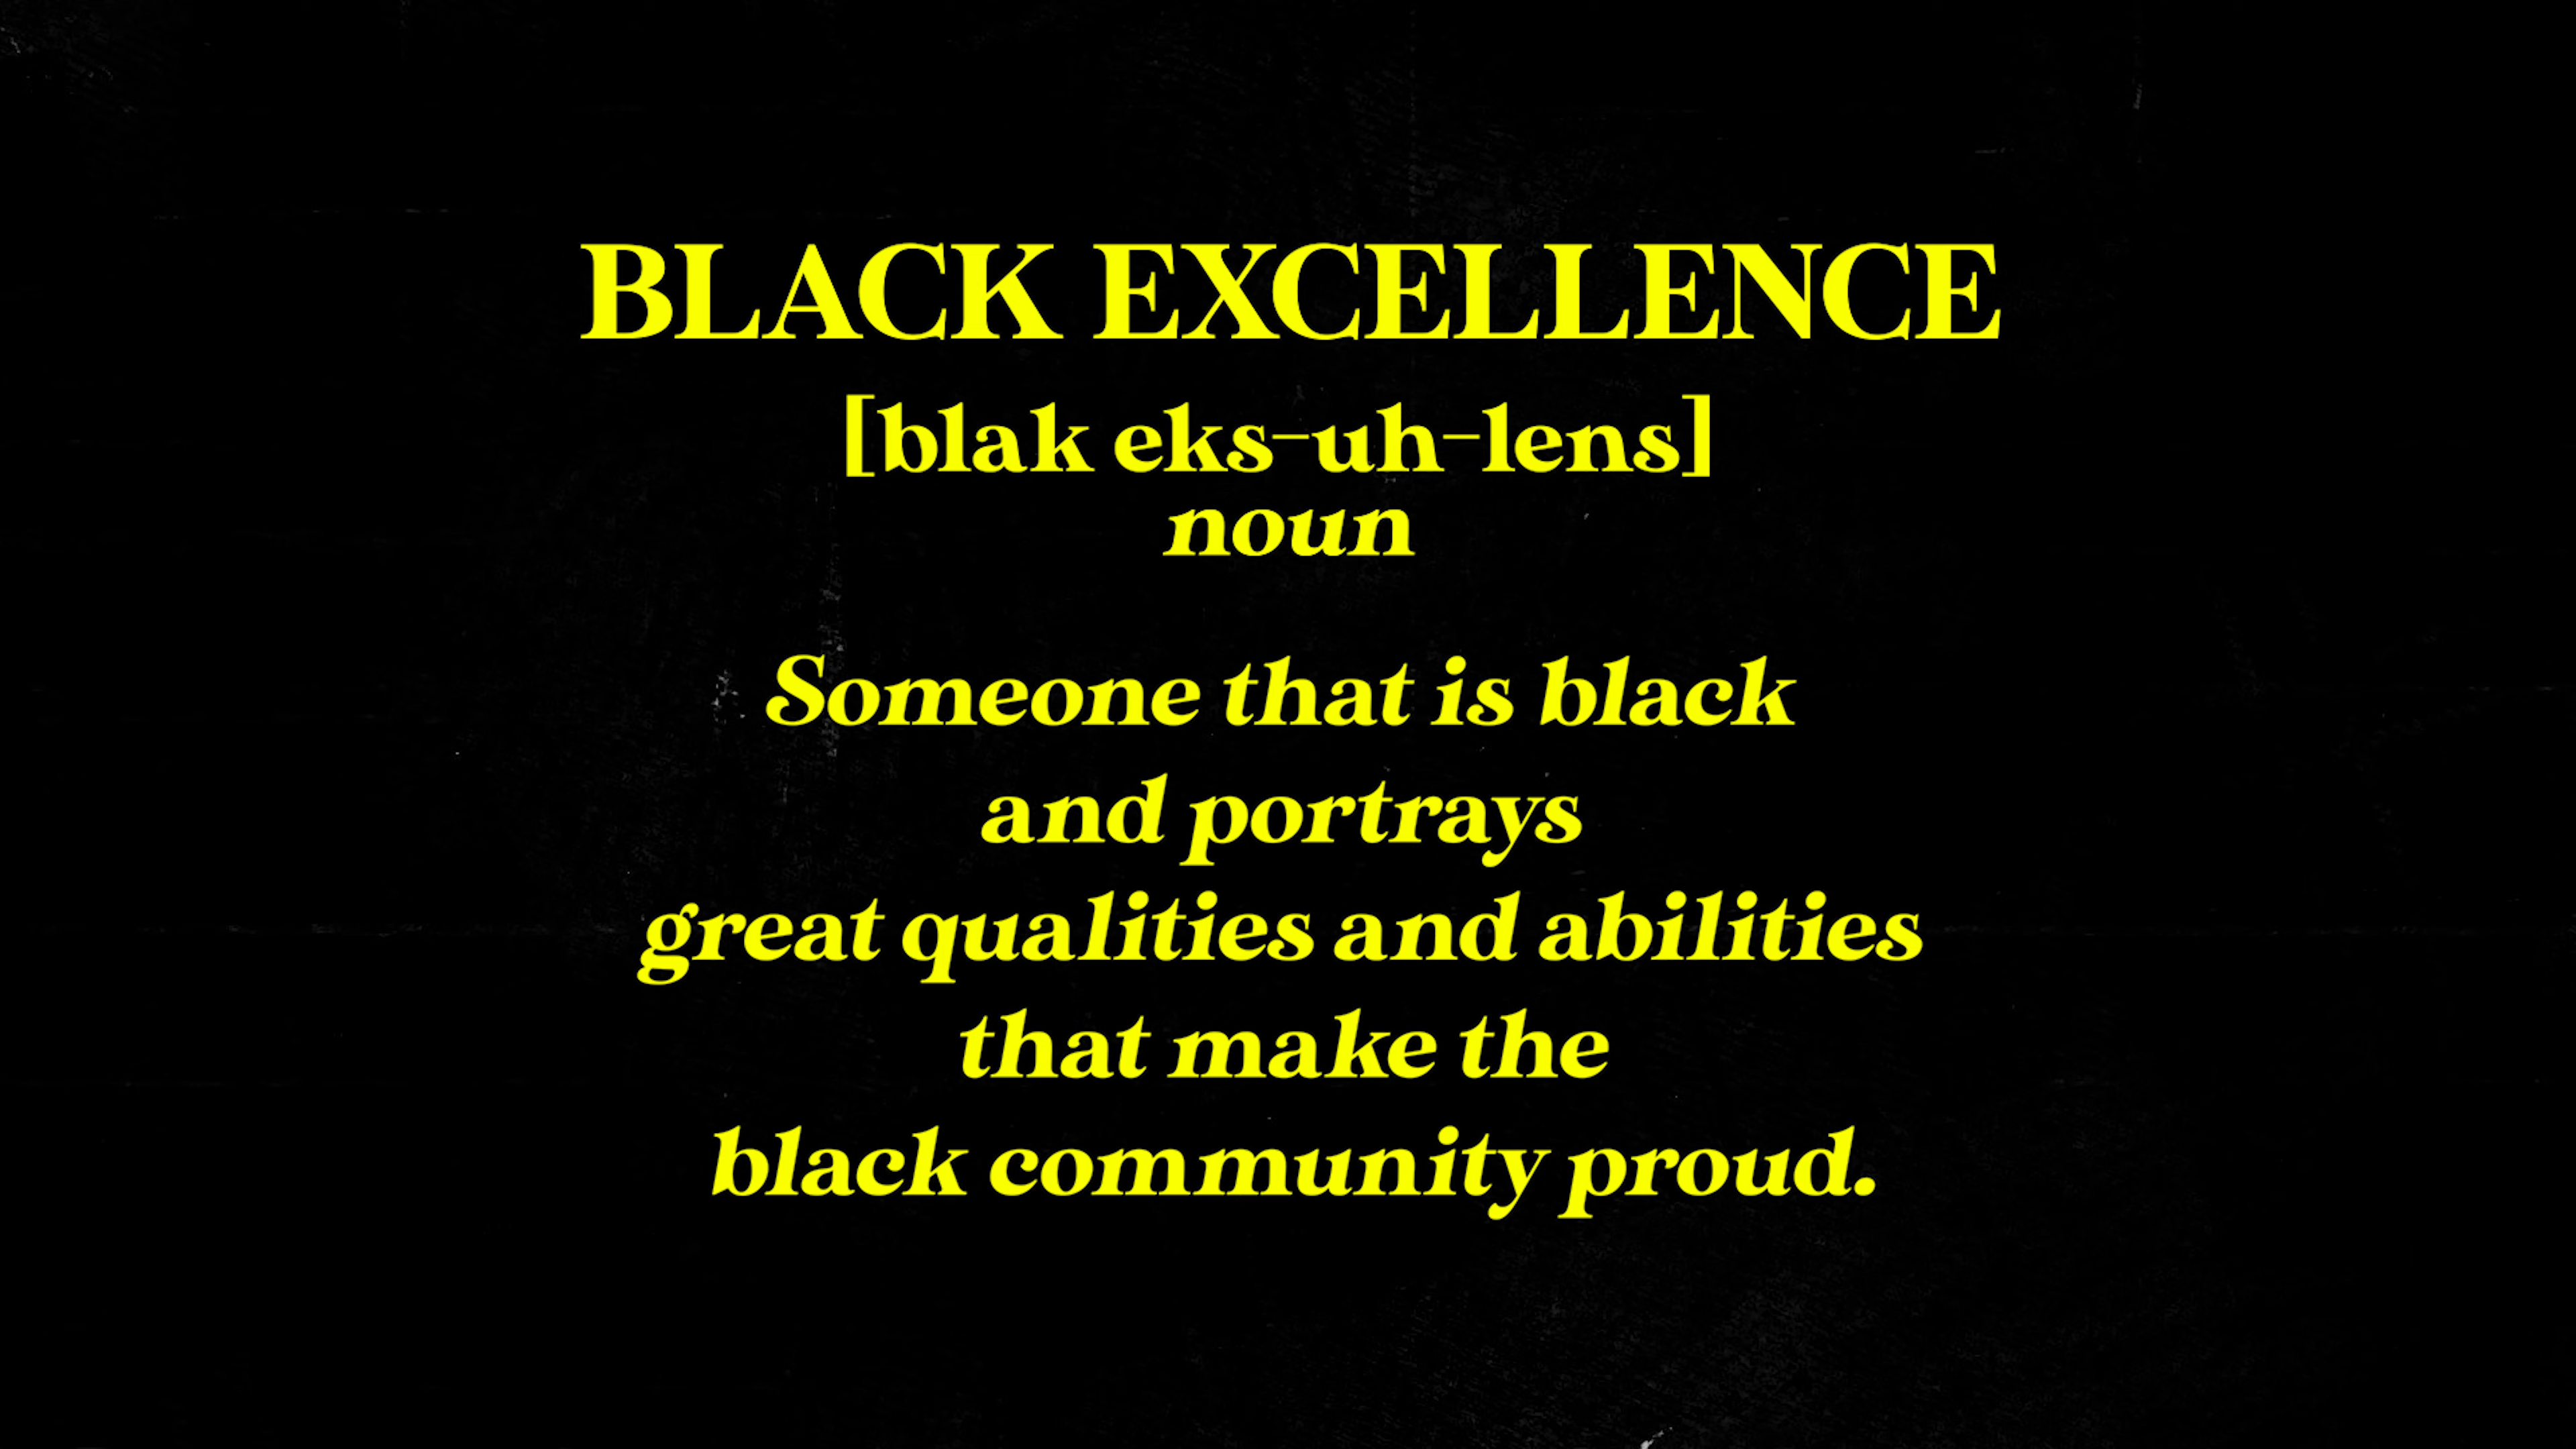 BLACK EXCELLENCE
[blak eks–uh–lens]
noun
Someone that is black
and portrays
great qualities and abilities
that make the
black community proud.